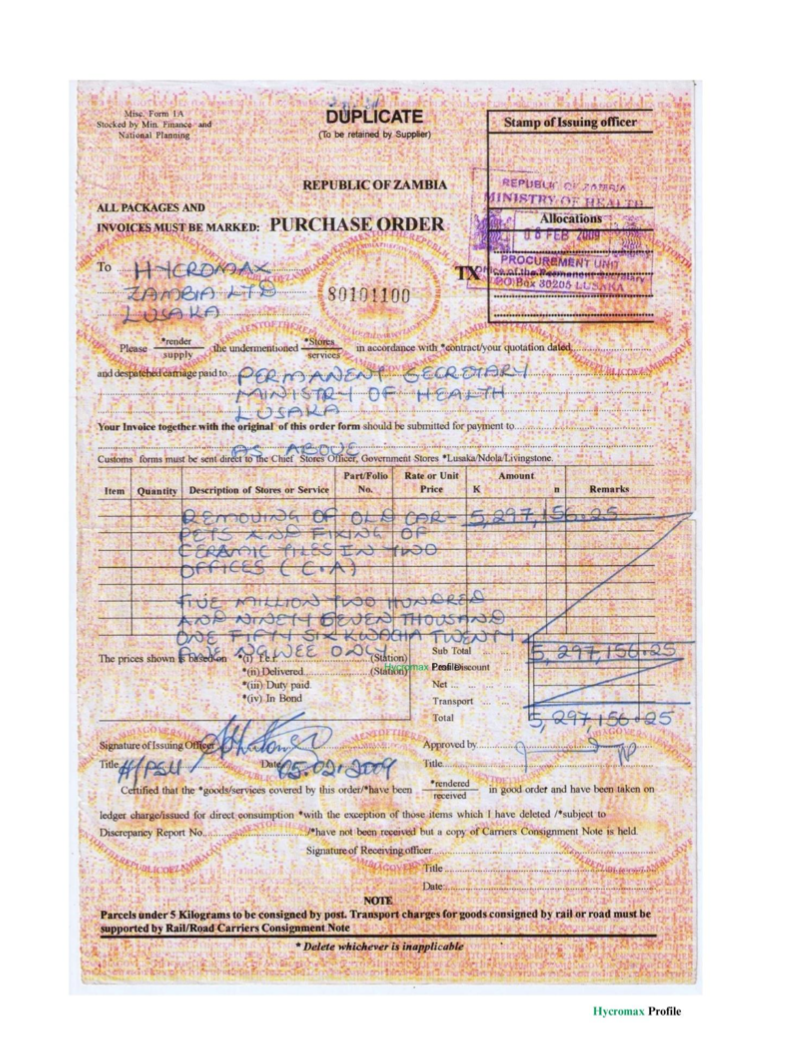 Misc. Form 1A
Stocked by Min. Finance and
National Planning
DUPLICATE
(To be retained by Supplier)
Stamp of Issuing officer
REPUBLIC OF ZAMBIA
ALL PACKAGES AND
INVOICES MUST BE MARKED: PURCHASE ORDER
REPUBLIC OF ZAMBIA
MINISTRY OF HEALTH
Allocations
FEB 2009
PROCUREMENT UNIT
Office of the Permanent Secretary
PO Box 30205 LUSAKA
TX
To HYCROMAX
ZAMBIA LTD
LUSAKA
80101100
Please *render supply the undermentioned *Stores services in accordance with *contract/your quotation dated
and despatched carriage paid to PERMANENT SECRETARY
MINISTRY OF HEALTH
LUSAKA
Your Invoice together with the original of this order form should be submitted for payment to
AS ABOVE
Customs forms must be sent direct to the Chief Stores Officer, Government Stores *Lusaka/Ndola/Livingstone.
Item Quantity Description of Stores or Service Part/Folio No. Rate or Unit Price Amount K n Remarks
REMOVING OF OLD CAR- 5,297,156.25
PETS AND FIXING OF
CERAMIC TILES IN TWO
OFFICES (C.A)
FIVE MILLION TWO HUNDRED
AND NINETY SEVEN THOUSAND
ONE FIFTY SIX KWACHA TWENTY
FIVE NGWEE ONLY
The prices shown is based on *(i) F.o.r (Station)
*(ii) Delivered (Station)
*(iii) Duty paid
*(iv) In Bond
Hycromax Profile
Sub Total 5,297,156.25
Discount
Net
Transport
Total 5,297,156.25
Signature of Issuing Officer
Title H/PSU Date 05.02.2009
Approved by
Title
Certified that the *goods/services covered by this order/*have been *rendered received in good order and have been taken on
ledger charge/issued for direct consumption *with the exception of those items which I have deleted /*subject to
Discrepancy Report No. /*have not been received but a copy of Carriers Consignment Note is held.
Signature of Receiving officer
Title
Date
NOTE
Parcels under 5 Kilograms to be consigned by post. Transport charges for goods consigned by rail or road must be
supported by Rail/Road Carriers Consignment Note
* Delete whichever is inapplicable
Hycromax Profile